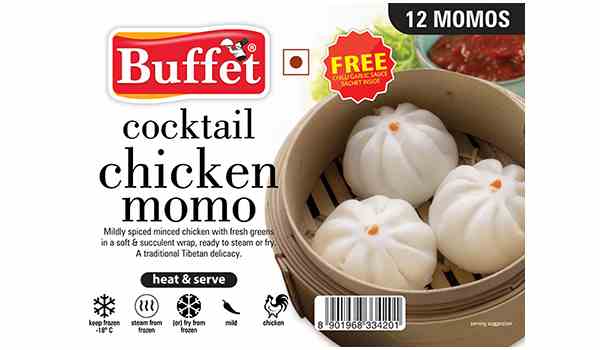 12 MOMOS
Buffet
FREE
CHILLI GARLIC SAUCE
SACHET INSIDE
cocktail
chicken
momo
Mildly spiced minced chicken with fresh greens
in a soft & succulent wrap, ready to steam or fry.
A traditional Tibetan delicacy.
heat & serve
keep frozen
-18° C
steam from
frozen
(or) fry from
frozen
mild
chicken
8 901968 334201
serving suggestion